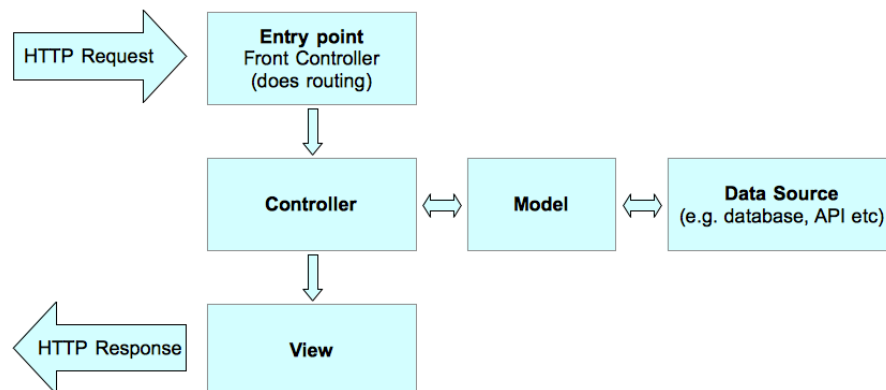 HTTP Request
Entry point
Front Controller
(does routing)
Controller
Model
Data Source
(e.g. database, API etc)
HTTP Response
View